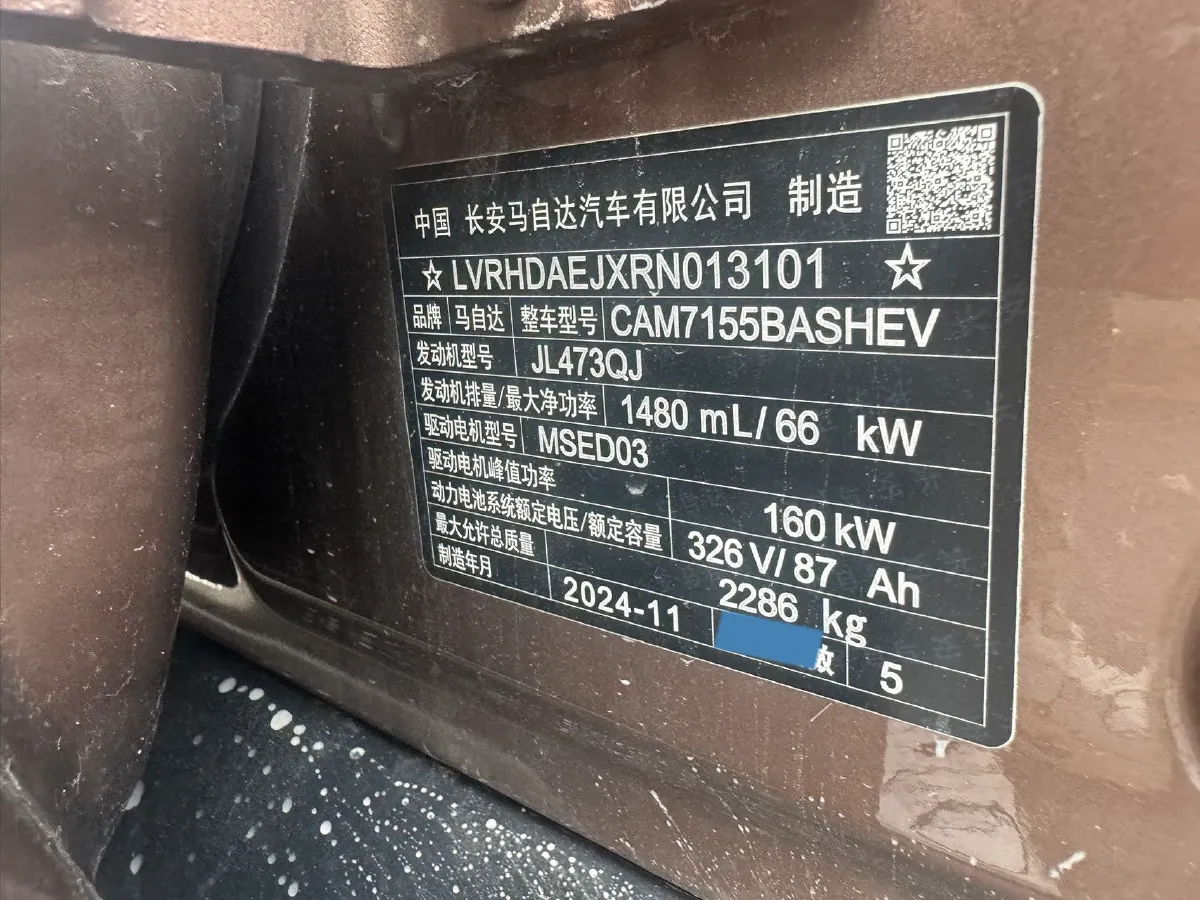 中国 长安马自达汽车有限公司 制造
☆LVRHDAEJXRN013101 ☆
品牌 马自达 整车型号 CAM7155BASHEV
发动机型号 JL473QJ
发动机排量/最大净功率 1480 mL/66 kW
驱动电机型号 MSED03
驱动电机峰值功率 160 kW
动力电池系统额定电压/额定容量 326 V/87 Ah
最大允许总质量 2286 kg
制造年月 2024-11 数 5